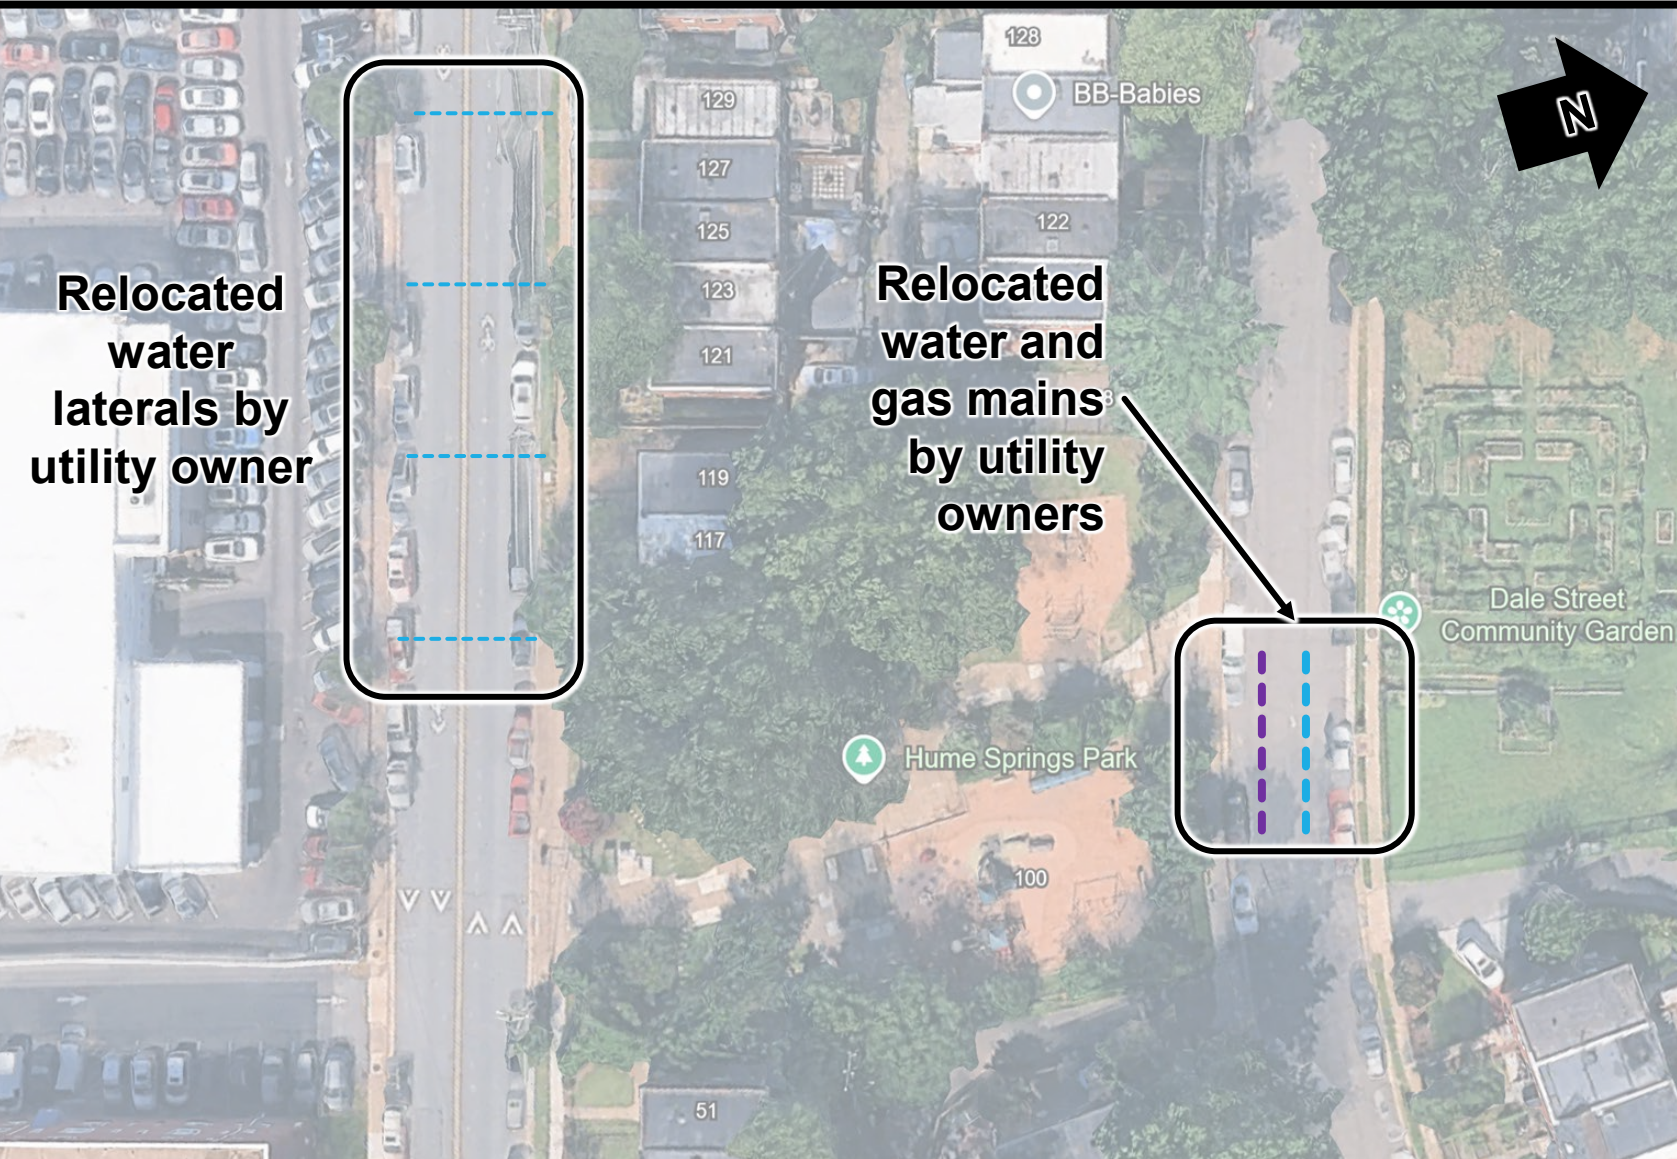 128
BB-Babies
N
129
127
125
122
123
121
Relocated
water
laterals by
utility owner
Relocated
water and
gas mains
by utility
owners
119
117
Dale Street
Community Garden
Hume Springs Park
100
51